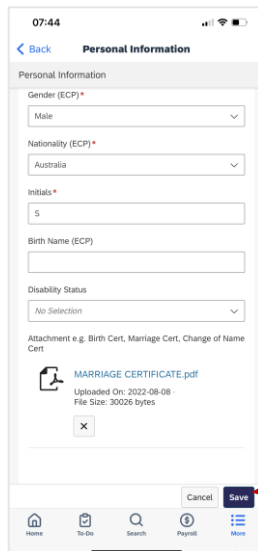 07:44
Back Personal Information
Personal Information
Gender (ECP)*
Male
Nationality (ECP)*
Australia
Initials*
S
Birth Name (ECP)
Disability Status
No Selection
Attachment e.g. Birth Cert, Marriage Cert, Change of Name
Cert
MARRIAGE CERTIFICATE.pdf
Uploaded On: 2022-08-08 ·
File Size: 30026 bytes
Cancel Save
Home To-Do Search Payroll More